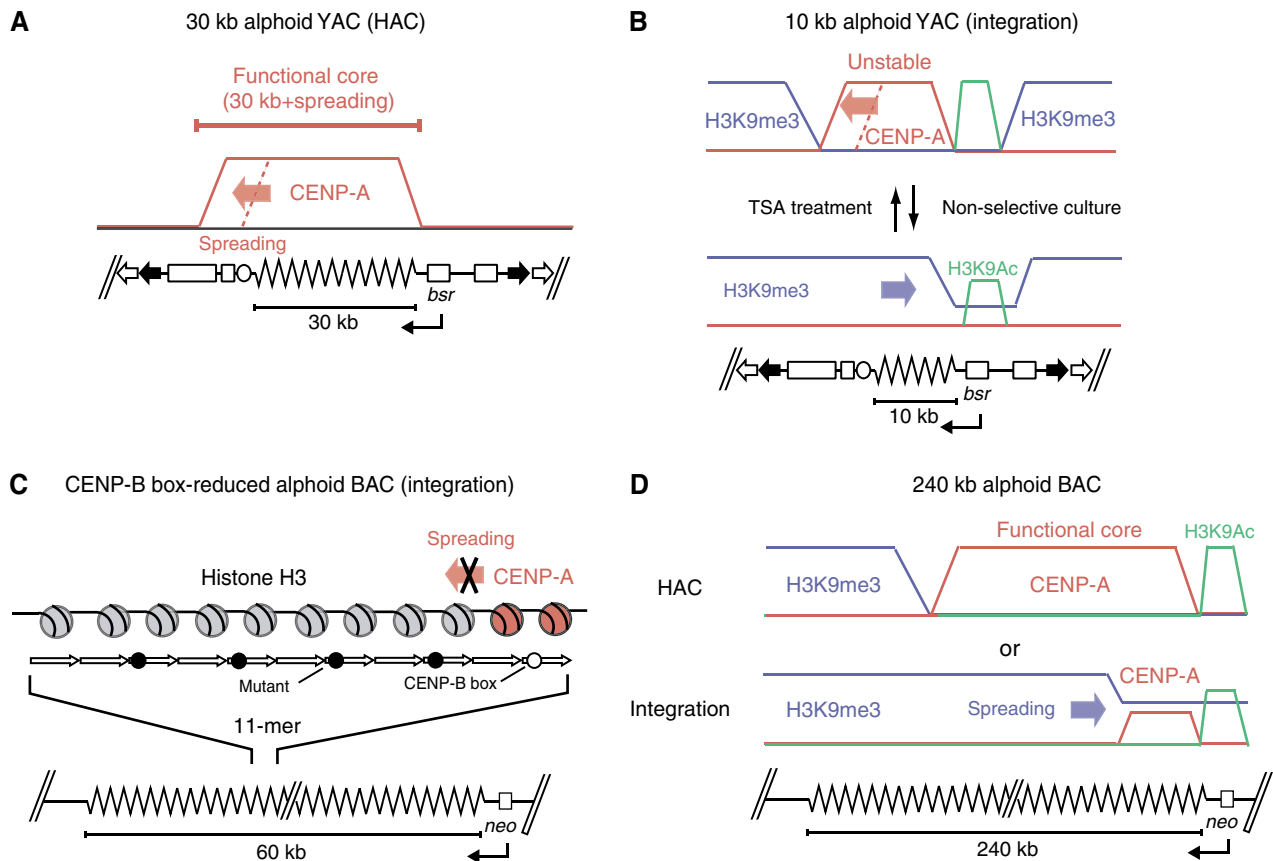 A
30 kb alphoid YAC (HAC)
Functional core
(30 kb+spreading)
CENP-A
Spreading
bsr
30 kb
B
10 kb alphoid YAC (integration)
Unstable
H3K9me3
CENP-A
H3K9me3
TSA treatment
Non-selective culture
H3K9me3
H3K9Ac
bsr
10 kb
C
CENP-B box-reduced alphoid BAC (integration)
Spreading
Histone H3
CENP-A
Mutant
CENP-B box
11-mer
neo
60 kb
D
240 kb alphoid BAC
HAC
H3K9me3
Functional core
CENP-A
H3K9Ac
or
Integration
H3K9me3
Spreading
CENP-A
neo
240 kb